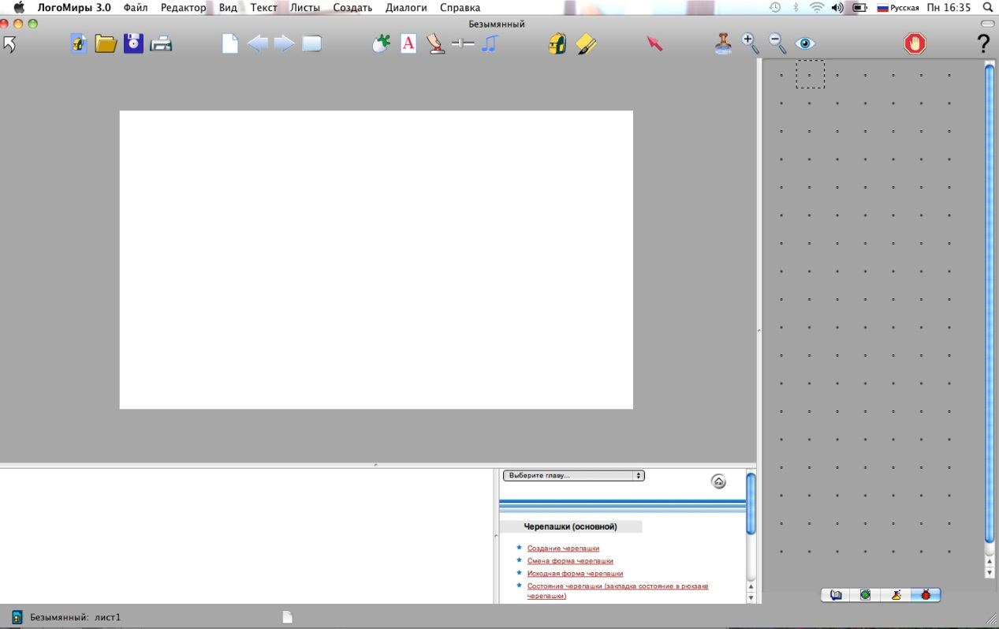 ЛогоМиры 3.0 Файл Редактор Вид Текст Листы Создать Диалоги Справка Русская Пн 16:35
Безымянный
A ?
Выберите главу...
Черепашки (основной)
Создание черепашки
Смена форма черепашки
Исходная форма черепашки
Состояние черепашки (закладка состояние в рюкзаке
черепашки)
Безымянный: лист1